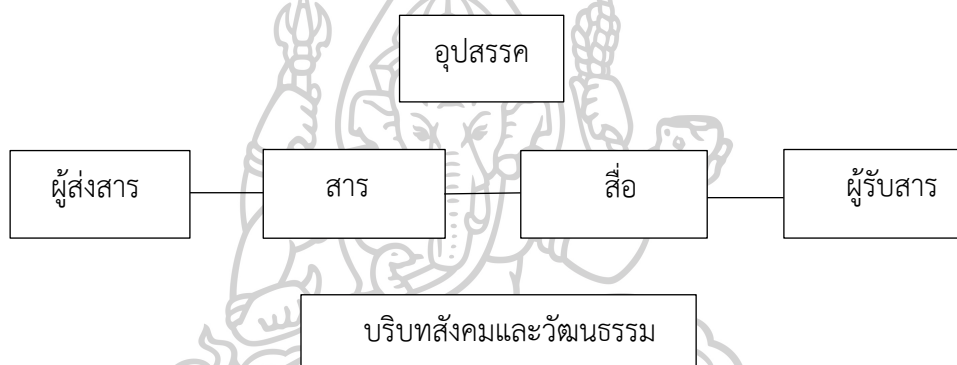 อุปสรรค
ผู้ส่งสาร
สาร
สื่อ
ผู้รับสาร
บริบทสังคมและวัฒนธรรม